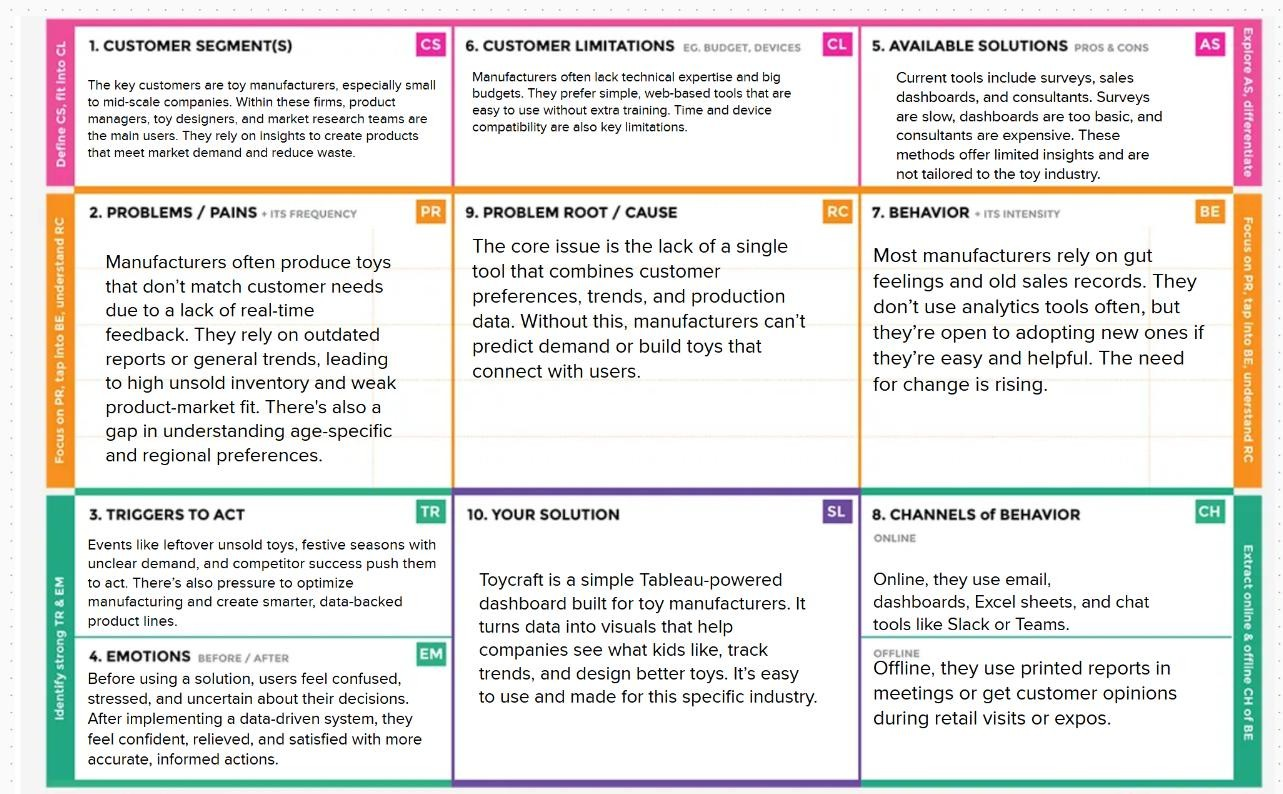 Define CS, fit into CL
1. CUSTOMER SEGMENT(S)
CS
The key customers are toy manufacturers, especially small
to mid-scale companies. Within these firms, product
managers, toy designers, and market research teams are
the main users. They rely on insights to create products
that meet market demand and reduce waste.
6. CUSTOMER LIMITATIONS EG. BUDGET, DEVICES
CL
Manufacturers often lack technical expertise and big
budgets. They prefer simple, web-based tools that are
easy to use without extra training. Time and device
compatibility are also key limitations.
5. AVAILABLE SOLUTIONS PROS & CONS
AS
Current tools include surveys, sales
dashboards, and consultants. Surveys
are slow, dashboards are too basic, and
consultants are expensive. These
methods offer limited insights and are
not tailored to the toy industry.
Explore AS, differentiate
Focus on PR, tap into BE, understand RC
2. PROBLEMS / PAINS + ITS FREQUENCY
PR
Manufacturers often produce toys
that don't match customer needs
due to a lack of real-time
feedback. They rely on outdated
reports or general trends, leading
to high unsold inventory and weak
product-market fit. There's also a
gap in understanding age-specific
and regional preferences.
9. PROBLEM ROOT / CAUSE
RC
The core issue is the lack of a single
tool that combines customer
preferences, trends, and production
data. Without this, manufacturers can't
predict demand or build toys that
connect with users.
7. BEHAVIOR + ITS INTENSITY
BE
Most manufacturers rely on gut
feelings and old sales records. They
don't use analytics tools often, but
they're open to adopting new ones if
they're easy and helpful. The need
for change is rising.
Focus on PR, tap into BE, understand RC
Identify strong TR & EM
3. TRIGGERS TO ACT
TR
Events like leftover unsold toys, festive seasons with
unclear demand, and competitor success push them
to act. There's also pressure to optimize
manufacturing and create smarter, data-backed
product lines.
4. EMOTIONS BEFORE / AFTER
EM
Before using a solution, users feel confused,
stressed, and uncertain about their decisions.
After implementing a data-driven system, they
feel confident, relieved, and satisfied with more
accurate, informed actions.
10. YOUR SOLUTION
SL
Toycraft is a simple Tableau-powered
dashboard built for toy manufacturers. It
turns data into visuals that help
companies see what kids like, track
trends, and design better toys. It's easy
to use and made for this specific industry.
8. CHANNELS of BEHAVIOR
CH
ONLINE
Online, they use email,
dashboards, Excel sheets, and chat
tools like Slack or Teams.
OFFLINE
Offline, they use printed reports in
meetings or get customer opinions
during retail visits or expos.
Extract online & offline CH of BE